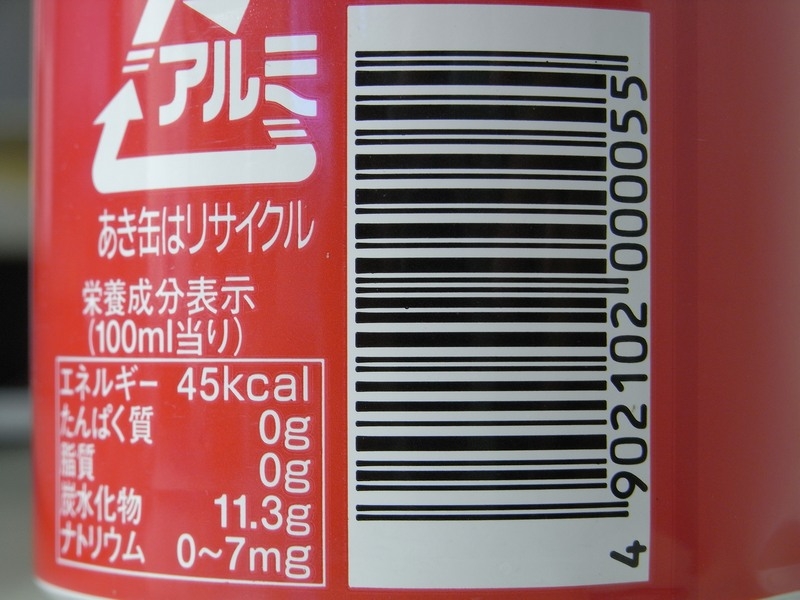 アルミ
あき缶はリサイクル
栄養成分表示
(100ml当り)
エネルギー 45kcal
たんぱく質 0g
脂質 0g
炭水化物 11.3g
ナトリウム 0~7mg
4 902102 000055